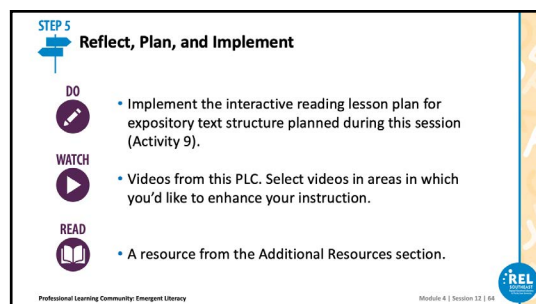 STEP 5
Reflect, Plan, and Implement
DO
• Implement the interactive reading lesson plan for
expository text structure planned during this session
(Activity 9).
WATCH
• Videos from this PLC. Select videos in areas in which
you'd like to enhance your instruction.
READ
• A resource from the Additional Resources section.
Professional Learning Community: Emergent Literacy
Module 4 | Session 12 | 64
REL
SOUTHEAST